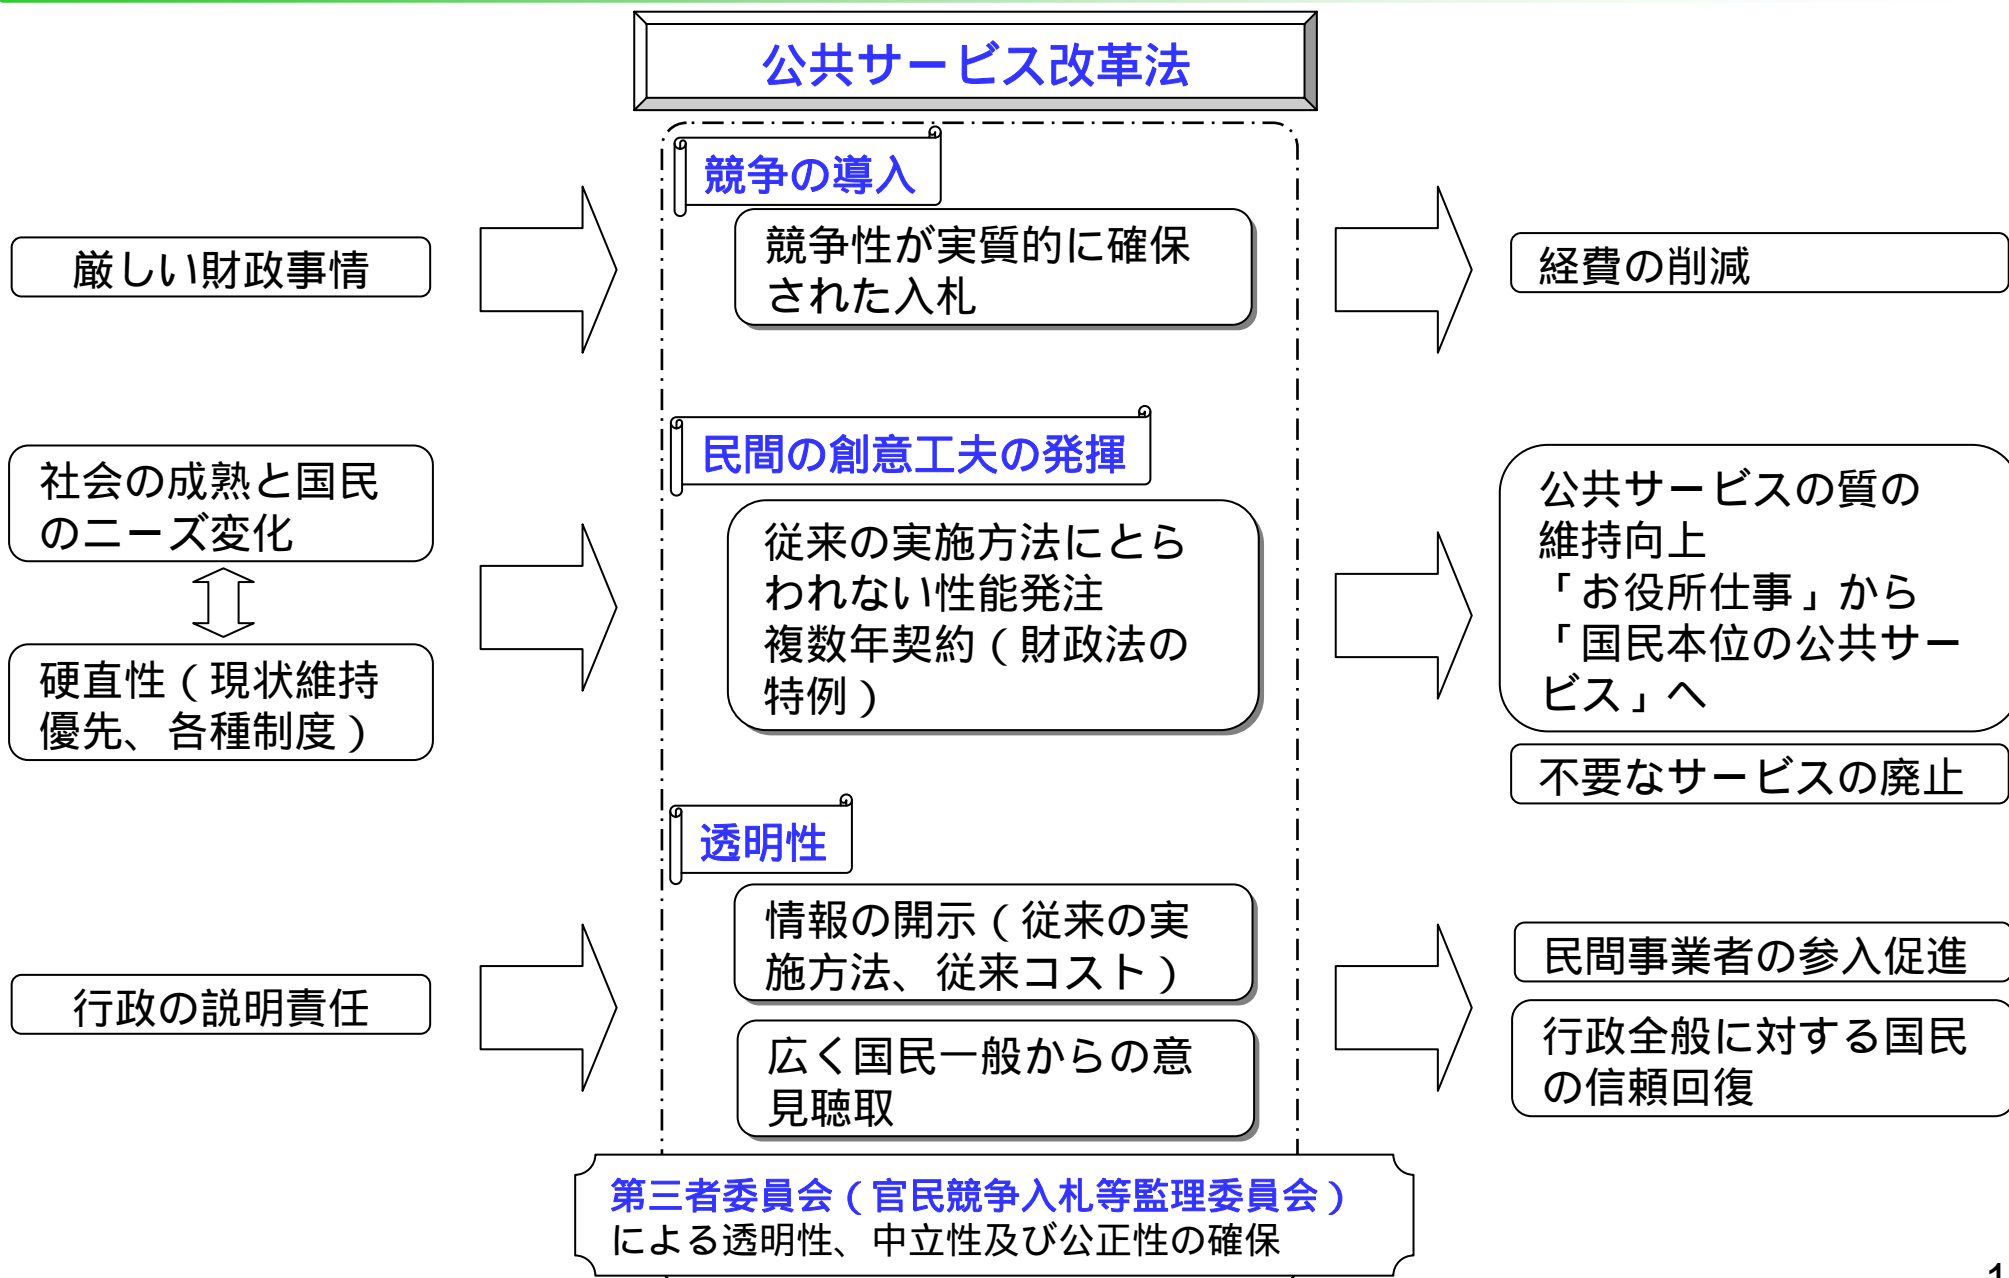 公共サービス改革法
競争の導入
競争性が実質的に確保
された入札
厳しい財政事情
経費の削減
民間の創意工夫の発揮
従来の実施方法にとら
われない性能発注
複数年契約（財政法の
特例）
社会の成熟と国民
のニーズ変化
硬直性（現状維持
優先、各種制度）
公共サービスの質の
維持向上
「お役所仕事」から
「国民本位の公共サー
ビス」へ
不要なサービスの廃止
透明性
情報の開示（従来の実
施方法、従来コスト）
広く国民一般からの意
見聴取
行政の説明責任
民間事業者の参入促進
行政全般に対する国民
の信頼回復
第三者委員会（官民競争入札等監理委員会）
による透明性、中立性及び公正性の確保
1